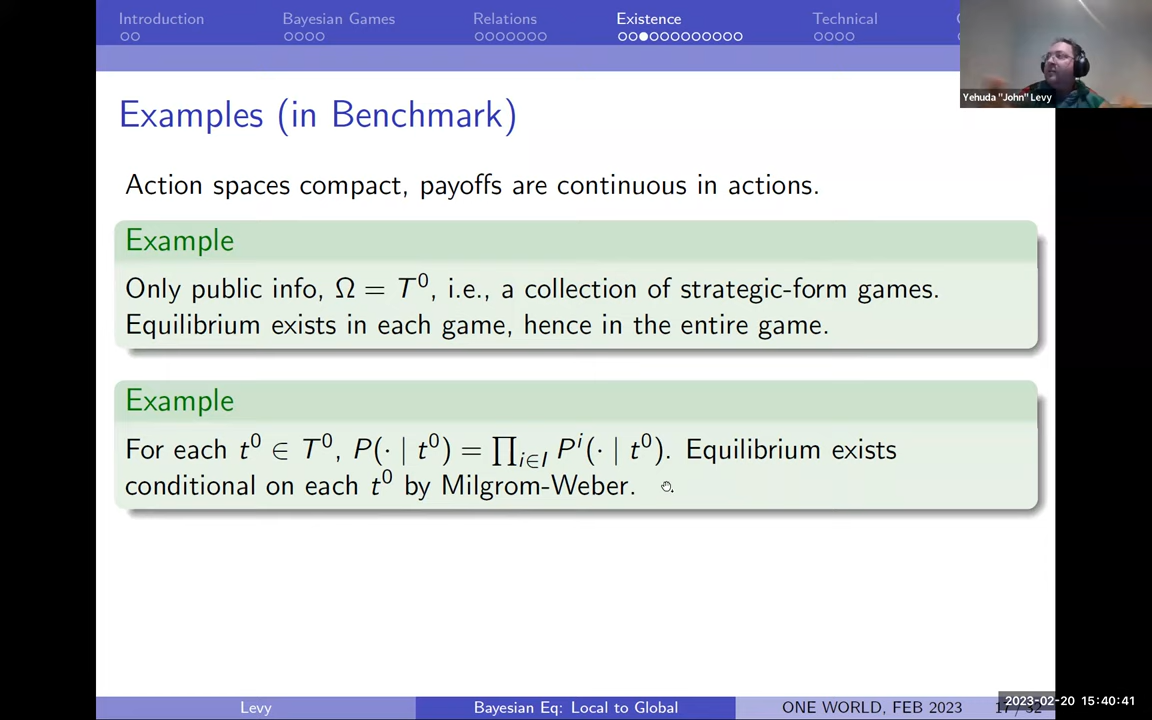 Introduction Bayesian Games Relations Existence Technical
Yehuda "John" Levy
Examples (in Benchmark)
Action spaces compact, payoffs are continuous in actions.
Example
Only public info, Ω = T⁰, i.e., a collection of strategic-form games.
Equilibrium exists in each game, hence in the entire game.
Example
For each t⁰ ∈ T⁰, P(· | t⁰) = ∏_{i∈I} Pⁱ(· | t⁰). Equilibrium exists
conditional on each t⁰ by Milgrom-Weber.
Levy Bayesian Eq: Local to Global ONE WORLD, FEB 2023
2023-02-20 15:40:41